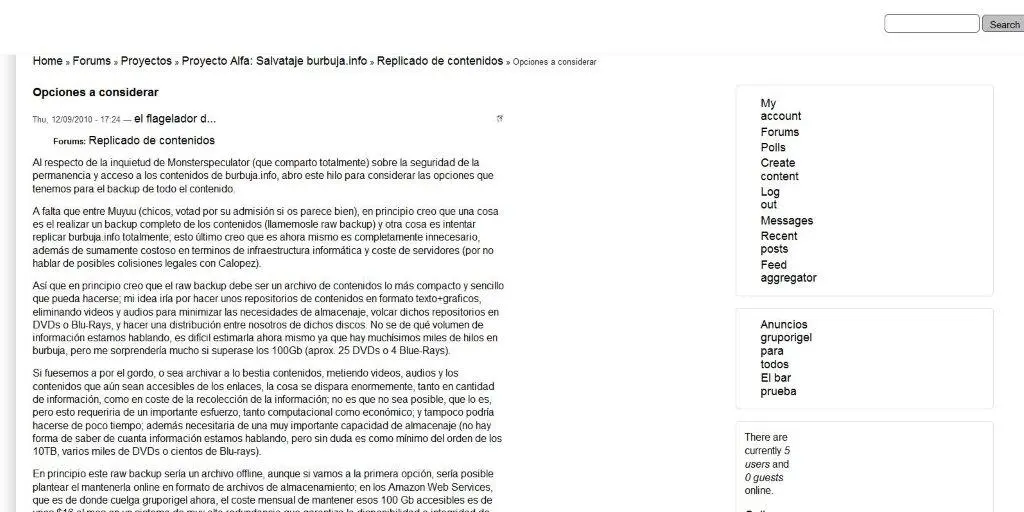 Search
Home » Forums » Proyectos » Proyecto Alfa: Salvataje burbuja.info » Replicado de contenidos » Opciones a considerar
Opciones a considerar
Thu, 12/09/2010 - 17:24 — el flagelador d...
Forums: Replicado de contenidos
Al respecto de la inquietud de Monsterspeculator (que comparto totalmente) sobre la seguridad de la
permanencia y acceso a los contenidos de burbuja.info, abro este hilo para considerar las opciones que
tenemos para el backup de todo el contenido.
A falta que entre Muyuu (chicos, votad por su admisión si os parece bien), en principio creo que una cosa
es el realizar un backup completo de los contenidos (llamemosle raw backup) y otra cosa es intentar
replicar burbuja.info totalmente; esto último creo que es ahora mismo es completamente innecesario,
además de sumamente costoso en terminos de infraestructura informática y coste de servidores (por no
hablar de posibles colisiones legales con Calopez).
Así que en principio creo que el raw backup debe ser un archivo de contenidos lo más compacto y sencillo
que pueda hacerse; mi idea iría por hacer unos repositorios de contenidos en formato texto+graficos,
eliminando videos y audios para minimizar las necesidades de almacenaje, volcar dichos repositorios en
DVDs o Blu-Rays, y hacer una distribución entre nosotros de dichos discos. No se de qué volumen de
información estamos hablando, es difícil estimarla ahora mismo ya que hay muchísimos miles de hilos en
burbuja, pero me sorprendería mucho si superase los 100Gb (aprox. 25 DVDs o 4 Blue-Rays).
Si fuesemos a por el gordo, o sea archivar a lo bestia contenidos, metiendo videos, audios y los
contenidos que aún sean accesibles de los enlaces, la cosa se dispara enormemente, tanto en cantidad
de información, como en coste de la recolección de la información; no es que no sea posible, que lo es,
pero esto requeriria de un importante esfuerzo, tanto computacional como económico; y tampoco podría
hacerse de poco tiempo; además necesitaria de una muy importante capacidad de almacenaje (no hay
forma de saber de cuanta información estamos hablando, pero sin duda es como mínimo del orden de los
10TB, varios miles de DVDs o cientos de Blu-rays).
En principio este raw backup sería un archivo offline, aunque si vamos a la primera opción, sería posible
plantear el mantenerla online en formato de archivos de almacenamiento; en los Amazon Web Services,
que es de donde cuelga gruporigel ahora, el coste mensual de mantener esos 100 Gb accesibles es de
unos $16 al mes en un sistema de muy alta redundancia que garantiza la disponibilidad e integridad de
My
account
Forums
Polls
Create
content
Log
out
Messages
Recent
posts
Feed
aggregator
Anuncios
gruporigel
para
todos
El bar
prueba
There are
currently 5
users and
0 guests
online.